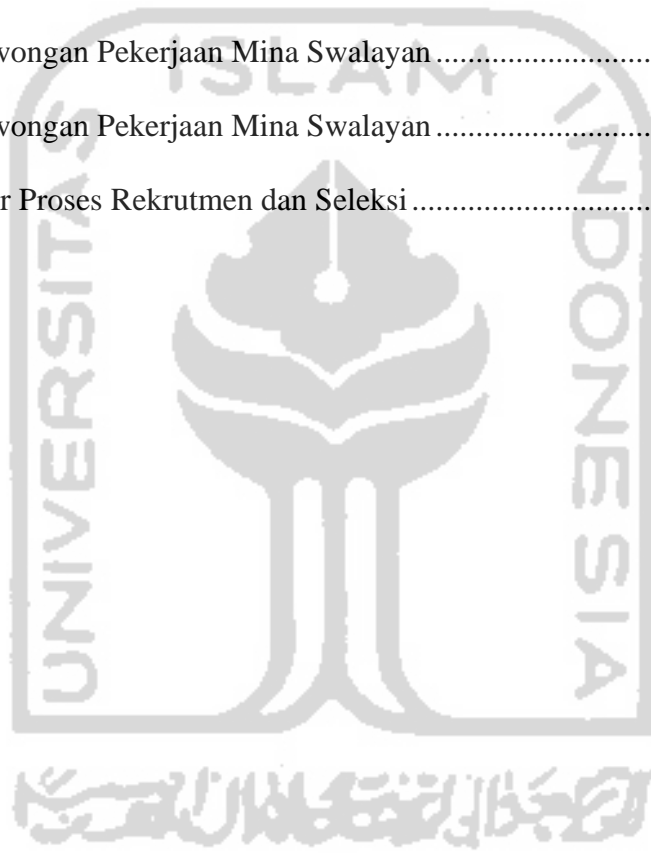 wongan Pekerjaan Mina Swalayan ...........................
wongan Pekerjaan Mina Swalayan ...........................
r Proses Rekrutmen dan Seleksi ..............................
ISLAM
UNIVERSITAS
INDONESIA